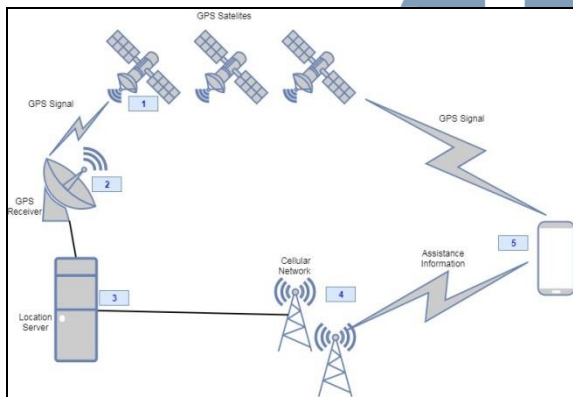 GPS Satelites
1
GPS Signal
GPS Signal
2
GPS
Receiver
5
Cellular
Network
Assistance
Information
3
4
Location
Server